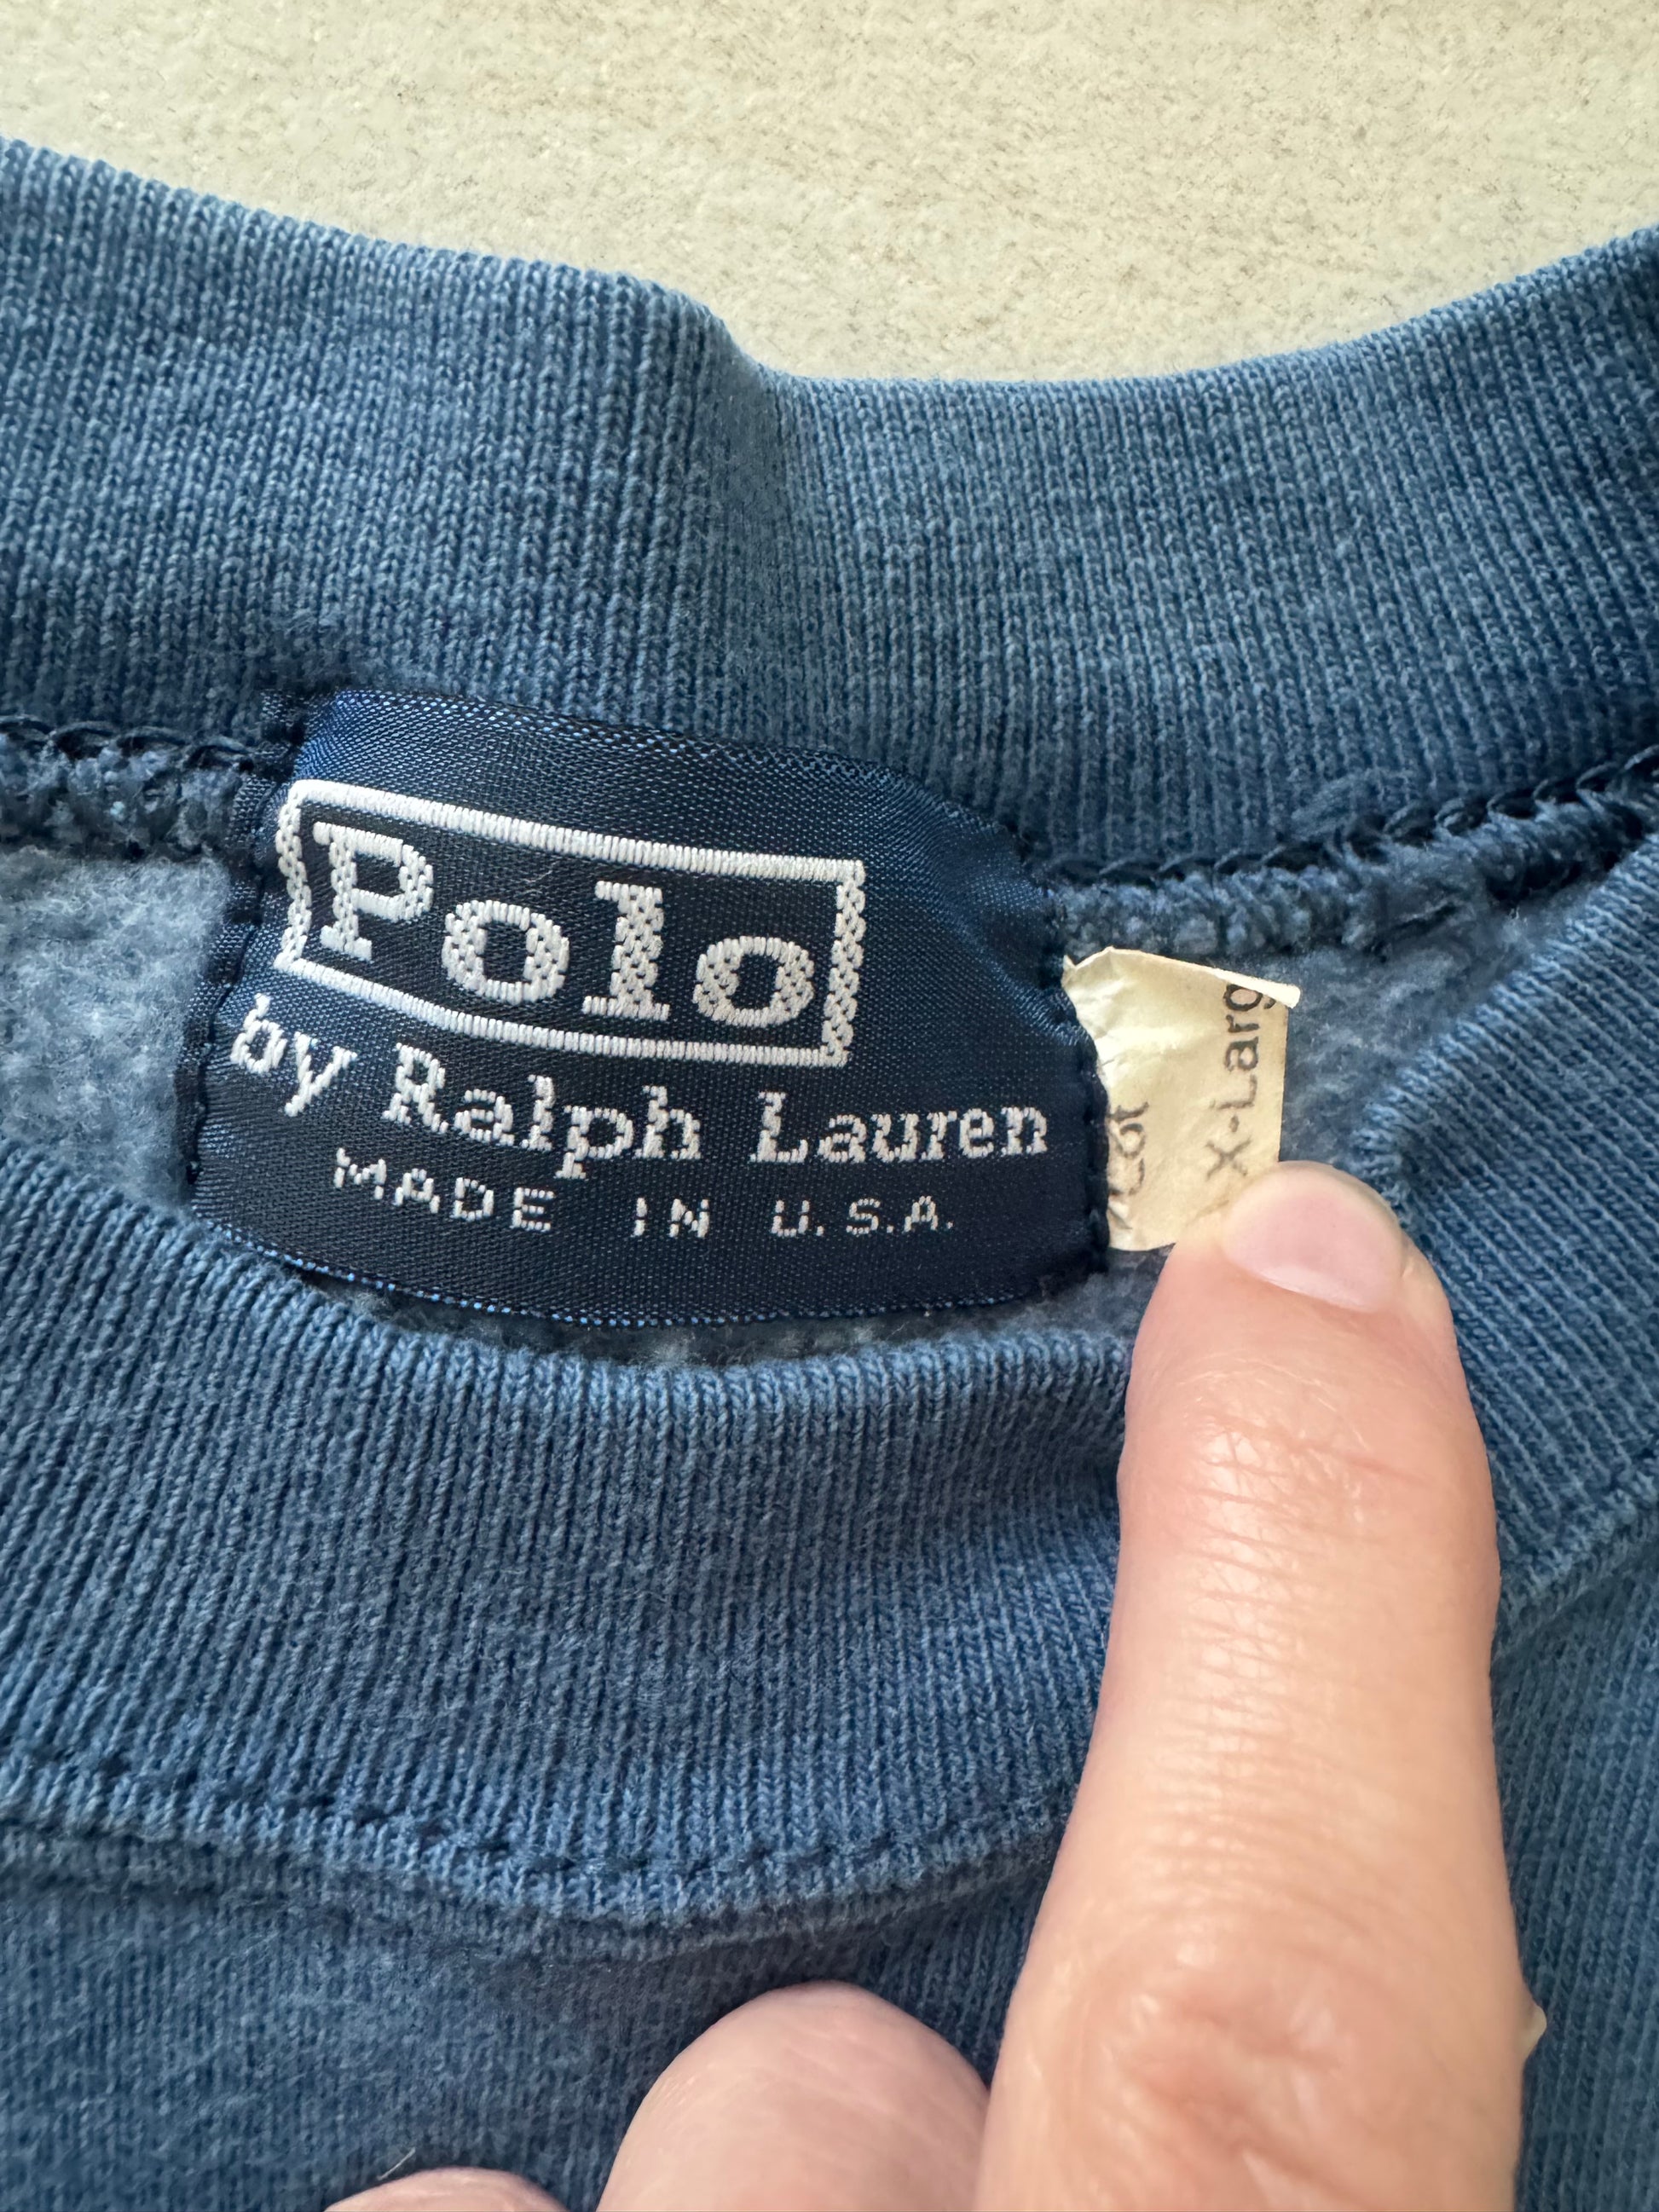 Polo
by Ralph Lauren
MADE IN U.S.A.
X-Larg